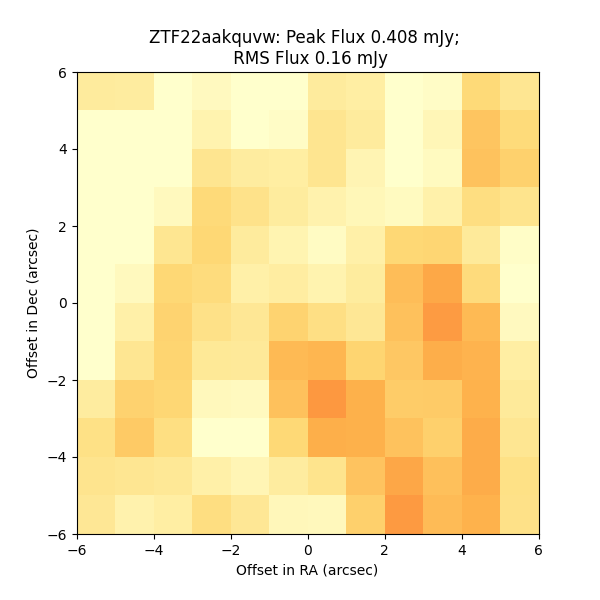 ZTF22aakquvw: Peak Flux 0.408 mJy;
RMS Flux 0.16 mJy
6
4
2
0
−2
−4
−6
Offset in Dec (arcsec)
−6 −4 −2 0 2 4 6
Offset in RA (arcsec)